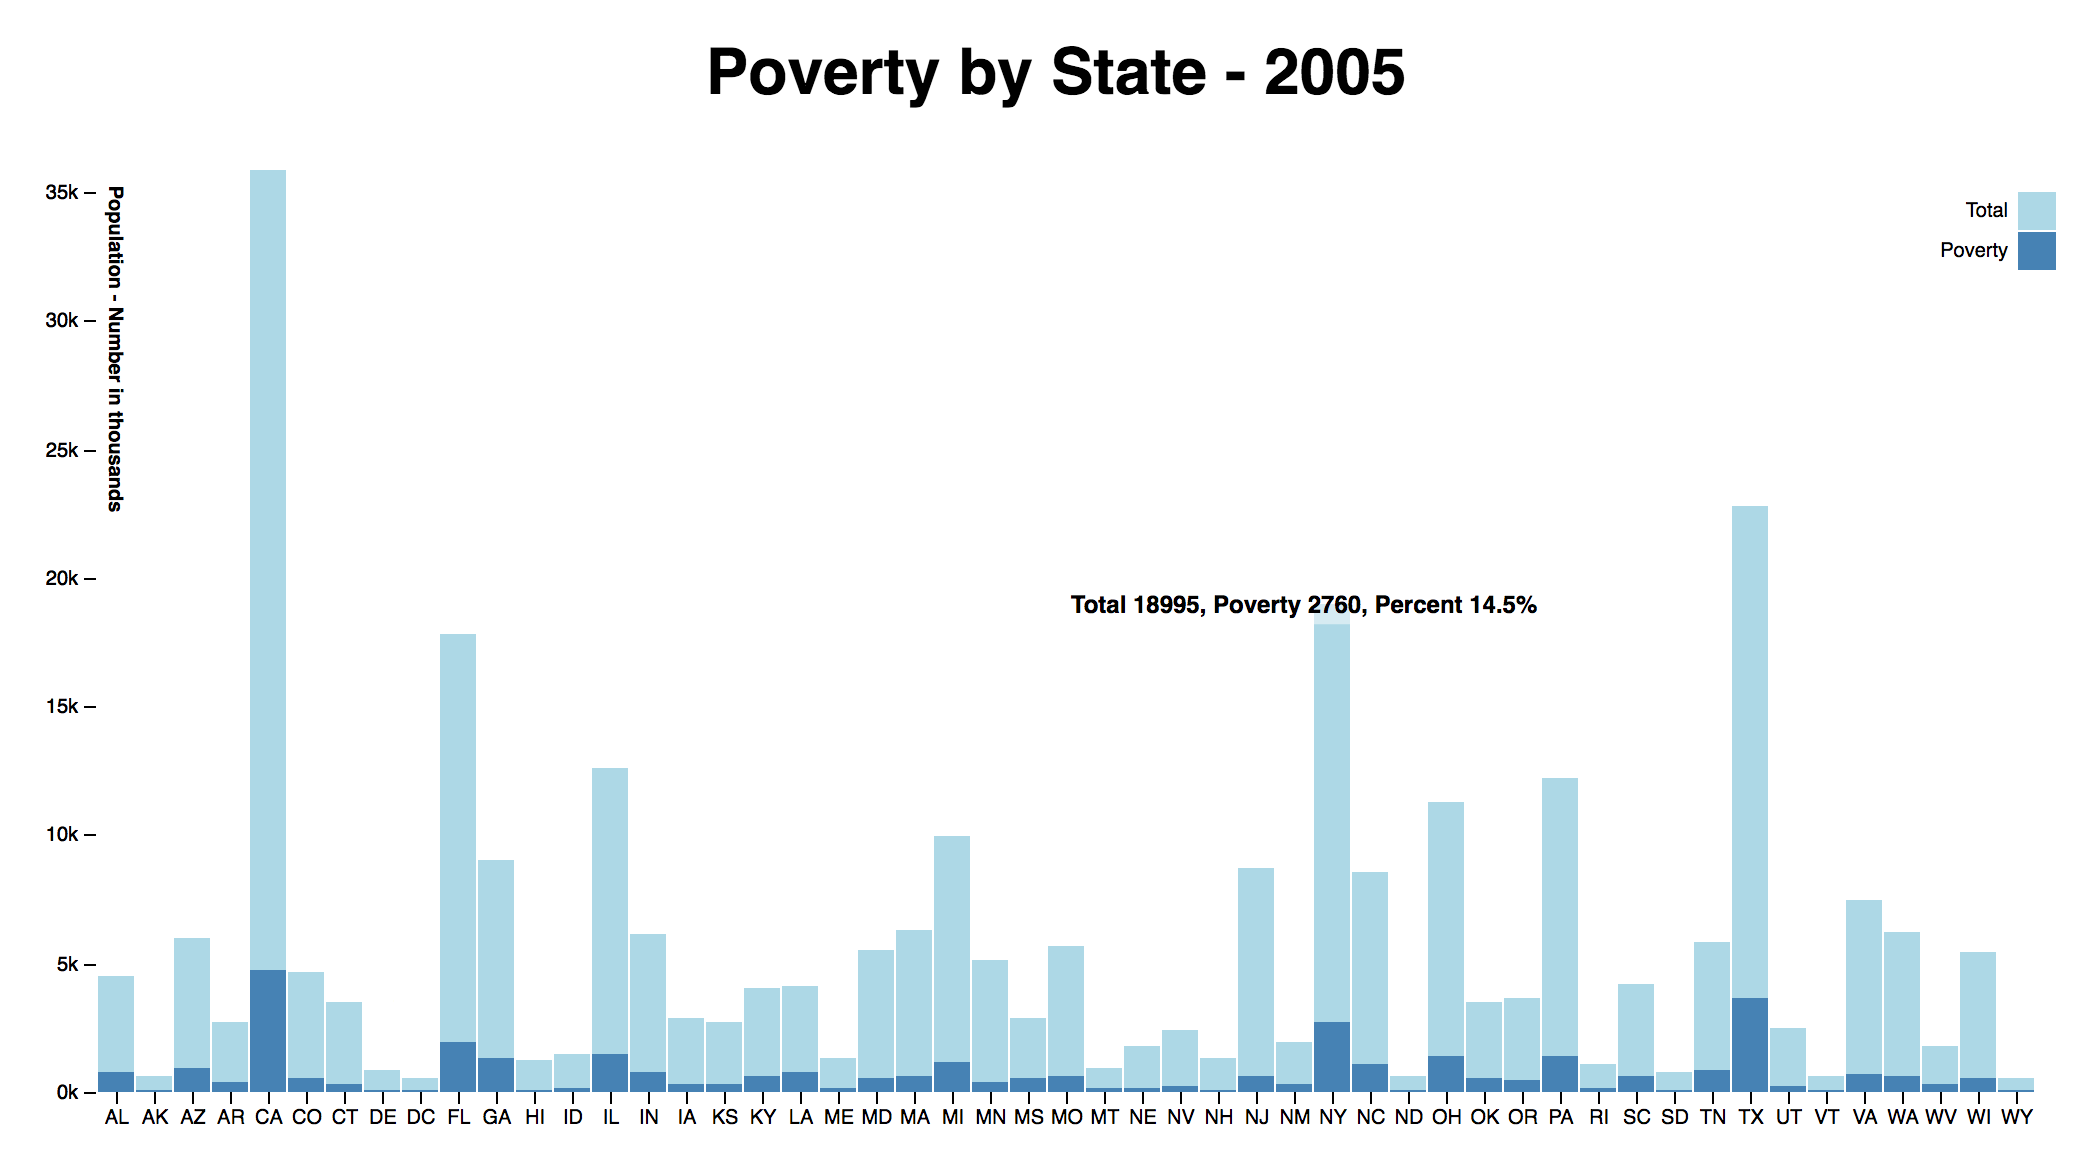 Poverty by State - 2005
Population - Number in thousands
35k
30k
25k
20k
15k
10k
5k
0k
Total
Poverty
Total 18995, Poverty 2760, Percent 14.5%
AL AK AZ AR CA CO CT DE DC FL GA HI ID IL IN IA KS KY LA ME MD MA MI MN MS MO MT NE NV NH NJ NM NY NC ND OH OK OR PA RI SC SD TN TX UT VT VA WA WV WI WY